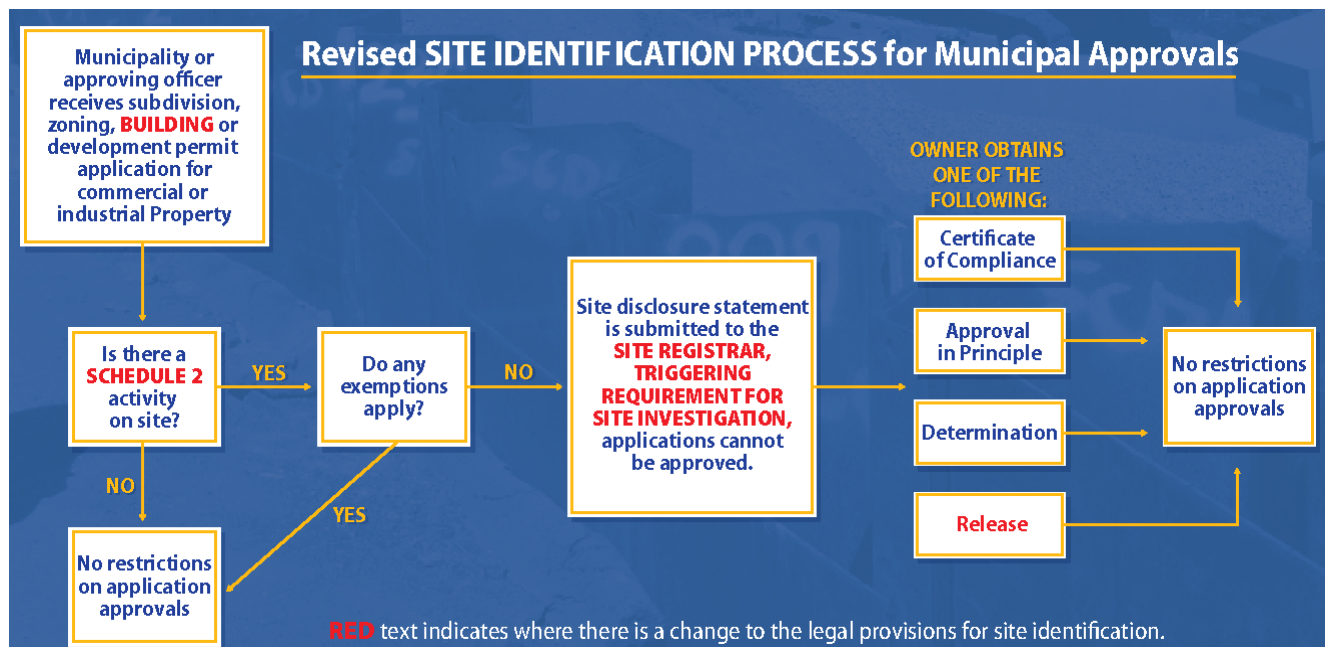 Revised SITE IDENTIFICATION PROCESS for Municipal Approvals
Municipality or
approving officer
receives subdivision,
zoning, BUILDING or
development permit
application for
commercial or
industrial Property
Is there a
SCHEDULE 2
activity
on site?
YES
NO
No restrictions
on application
approvals
Do any
exemptions
apply?
NO
YES
Site disclosure statement
is submitted to the
SITE REGISTRAR,
TRIGGERING
REQUIREMENT FOR
SITE INVESTIGATION,
applications cannot
be approved.
OWNER OBTAINS
ONE OF THE
FOLLOWING:
Certificate
of Compliance
Approval
in Principle
Determination
Release
No restrictions
on application
approvals
RED text indicates where there is a change to the legal provisions for site identification.